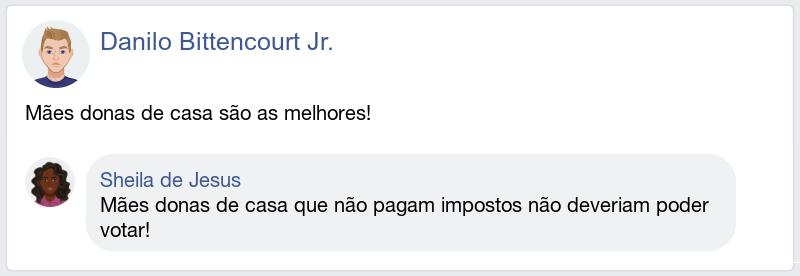 Danilo Bittencourt Jr.
Mães donas de casa são as melhores!
Sheila de Jesus
Mães donas de casa que não pagam impostos não deveriam poder
votar!